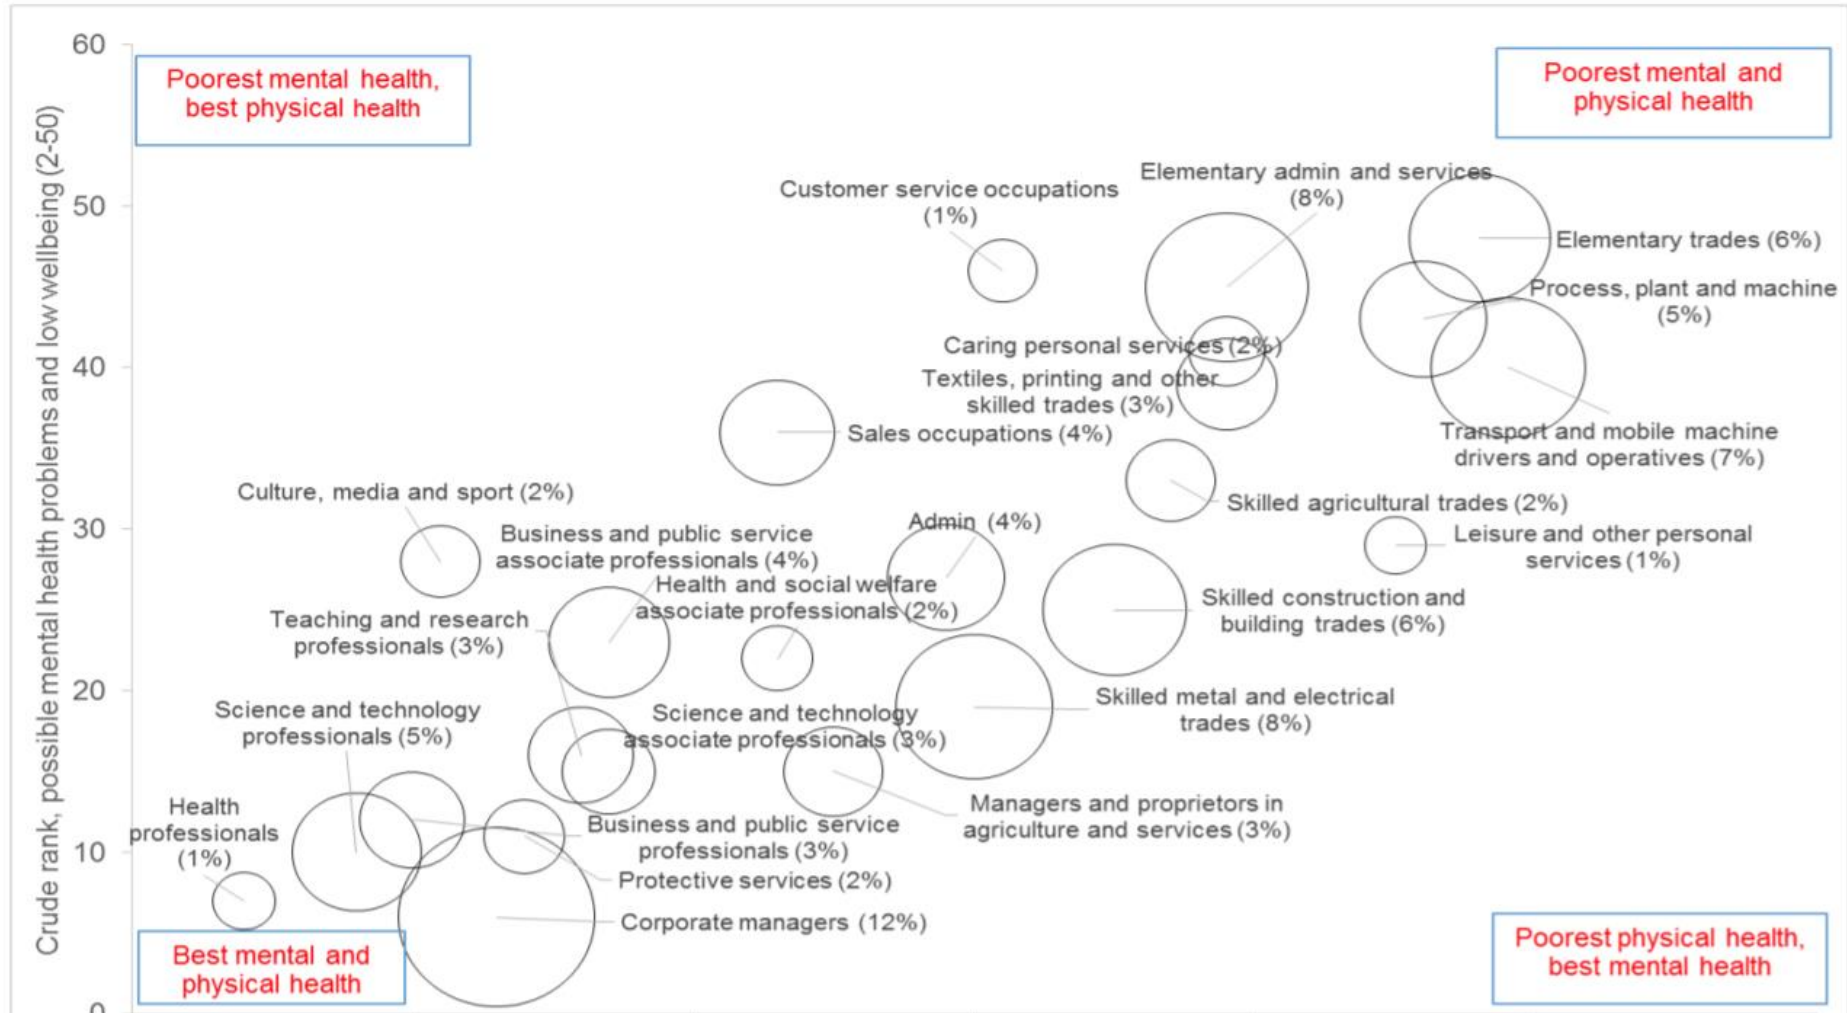 60
Poorest mental health,
best physical health
Poorest mental and
physical health
Crude rank, possible mental health problems and low wellbeing (2-50)
Elementary admin and services
(8%)
Customer service occupations
(1%)
50
Elementary trades (6%)
Process, plant and machine
(5%)
Caring personal services (2%)
40
Textiles, printing and other
skilled trades (3%)
Sales occupations (4%)
Transport and mobile machine
drivers and operatives (7%)
Culture, media and sport (2%)
Skilled agricultural trades (2%)
30
Admin (4%)
Business and public service
associate professionals (4%)
Leisure and other personal
services (1%)
Health and social welfare
associate professionals (2%)
Skilled construction and
building trades (6%)
Teaching and research
professionals (3%)
20
Skilled metal and electrical
trades (8%)
Science and technology
professionals (5%)
Science and technology
associate professionals (3%)
Health
professionals
(1%)
Managers and proprietors in
agriculture and services (3%)
Business and public service
professionals (3%)
10
Protective services (2%)
Corporate managers (12%)
Best mental and
physical health
Poorest physical health,
best mental health
0